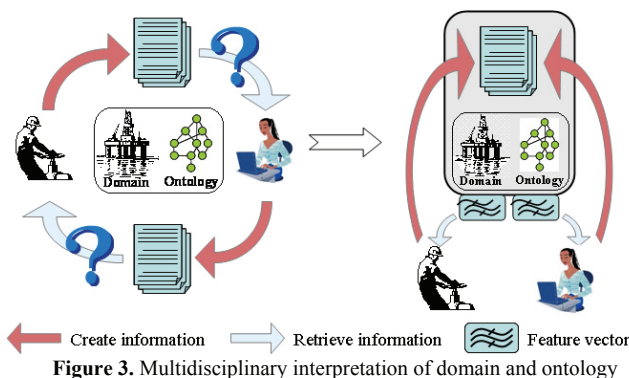 Domain Ontology
Domain Ontology
Create information Retrieve information Feature vector
Figure 3. Multidisciplinary interpretation of domain and ontology